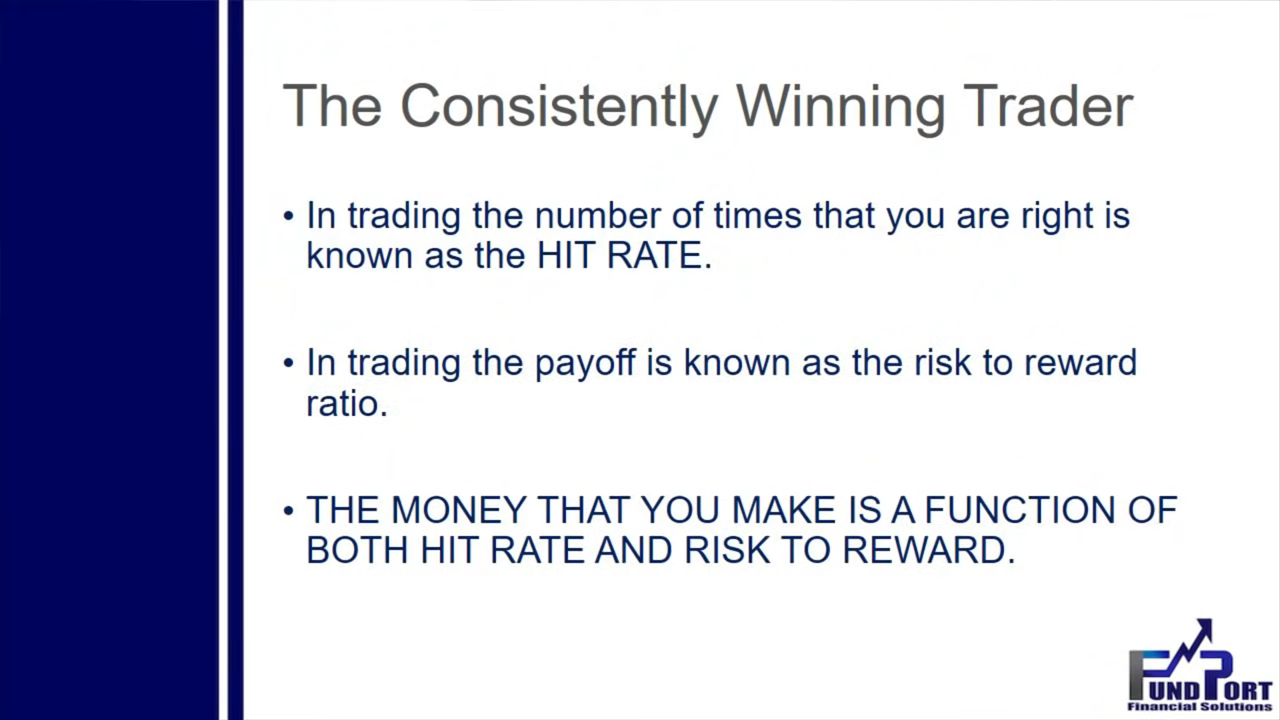 The Consistently Winning Trader
• In trading the number of times that you are right is
known as the HIT RATE.
• In trading the payoff is known as the risk to reward
ratio.
• THE MONEY THAT YOU MAKE IS A FUNCTION OF
BOTH HIT RATE AND RISK TO REWARD.
FUNDPORT
Financial Solutions